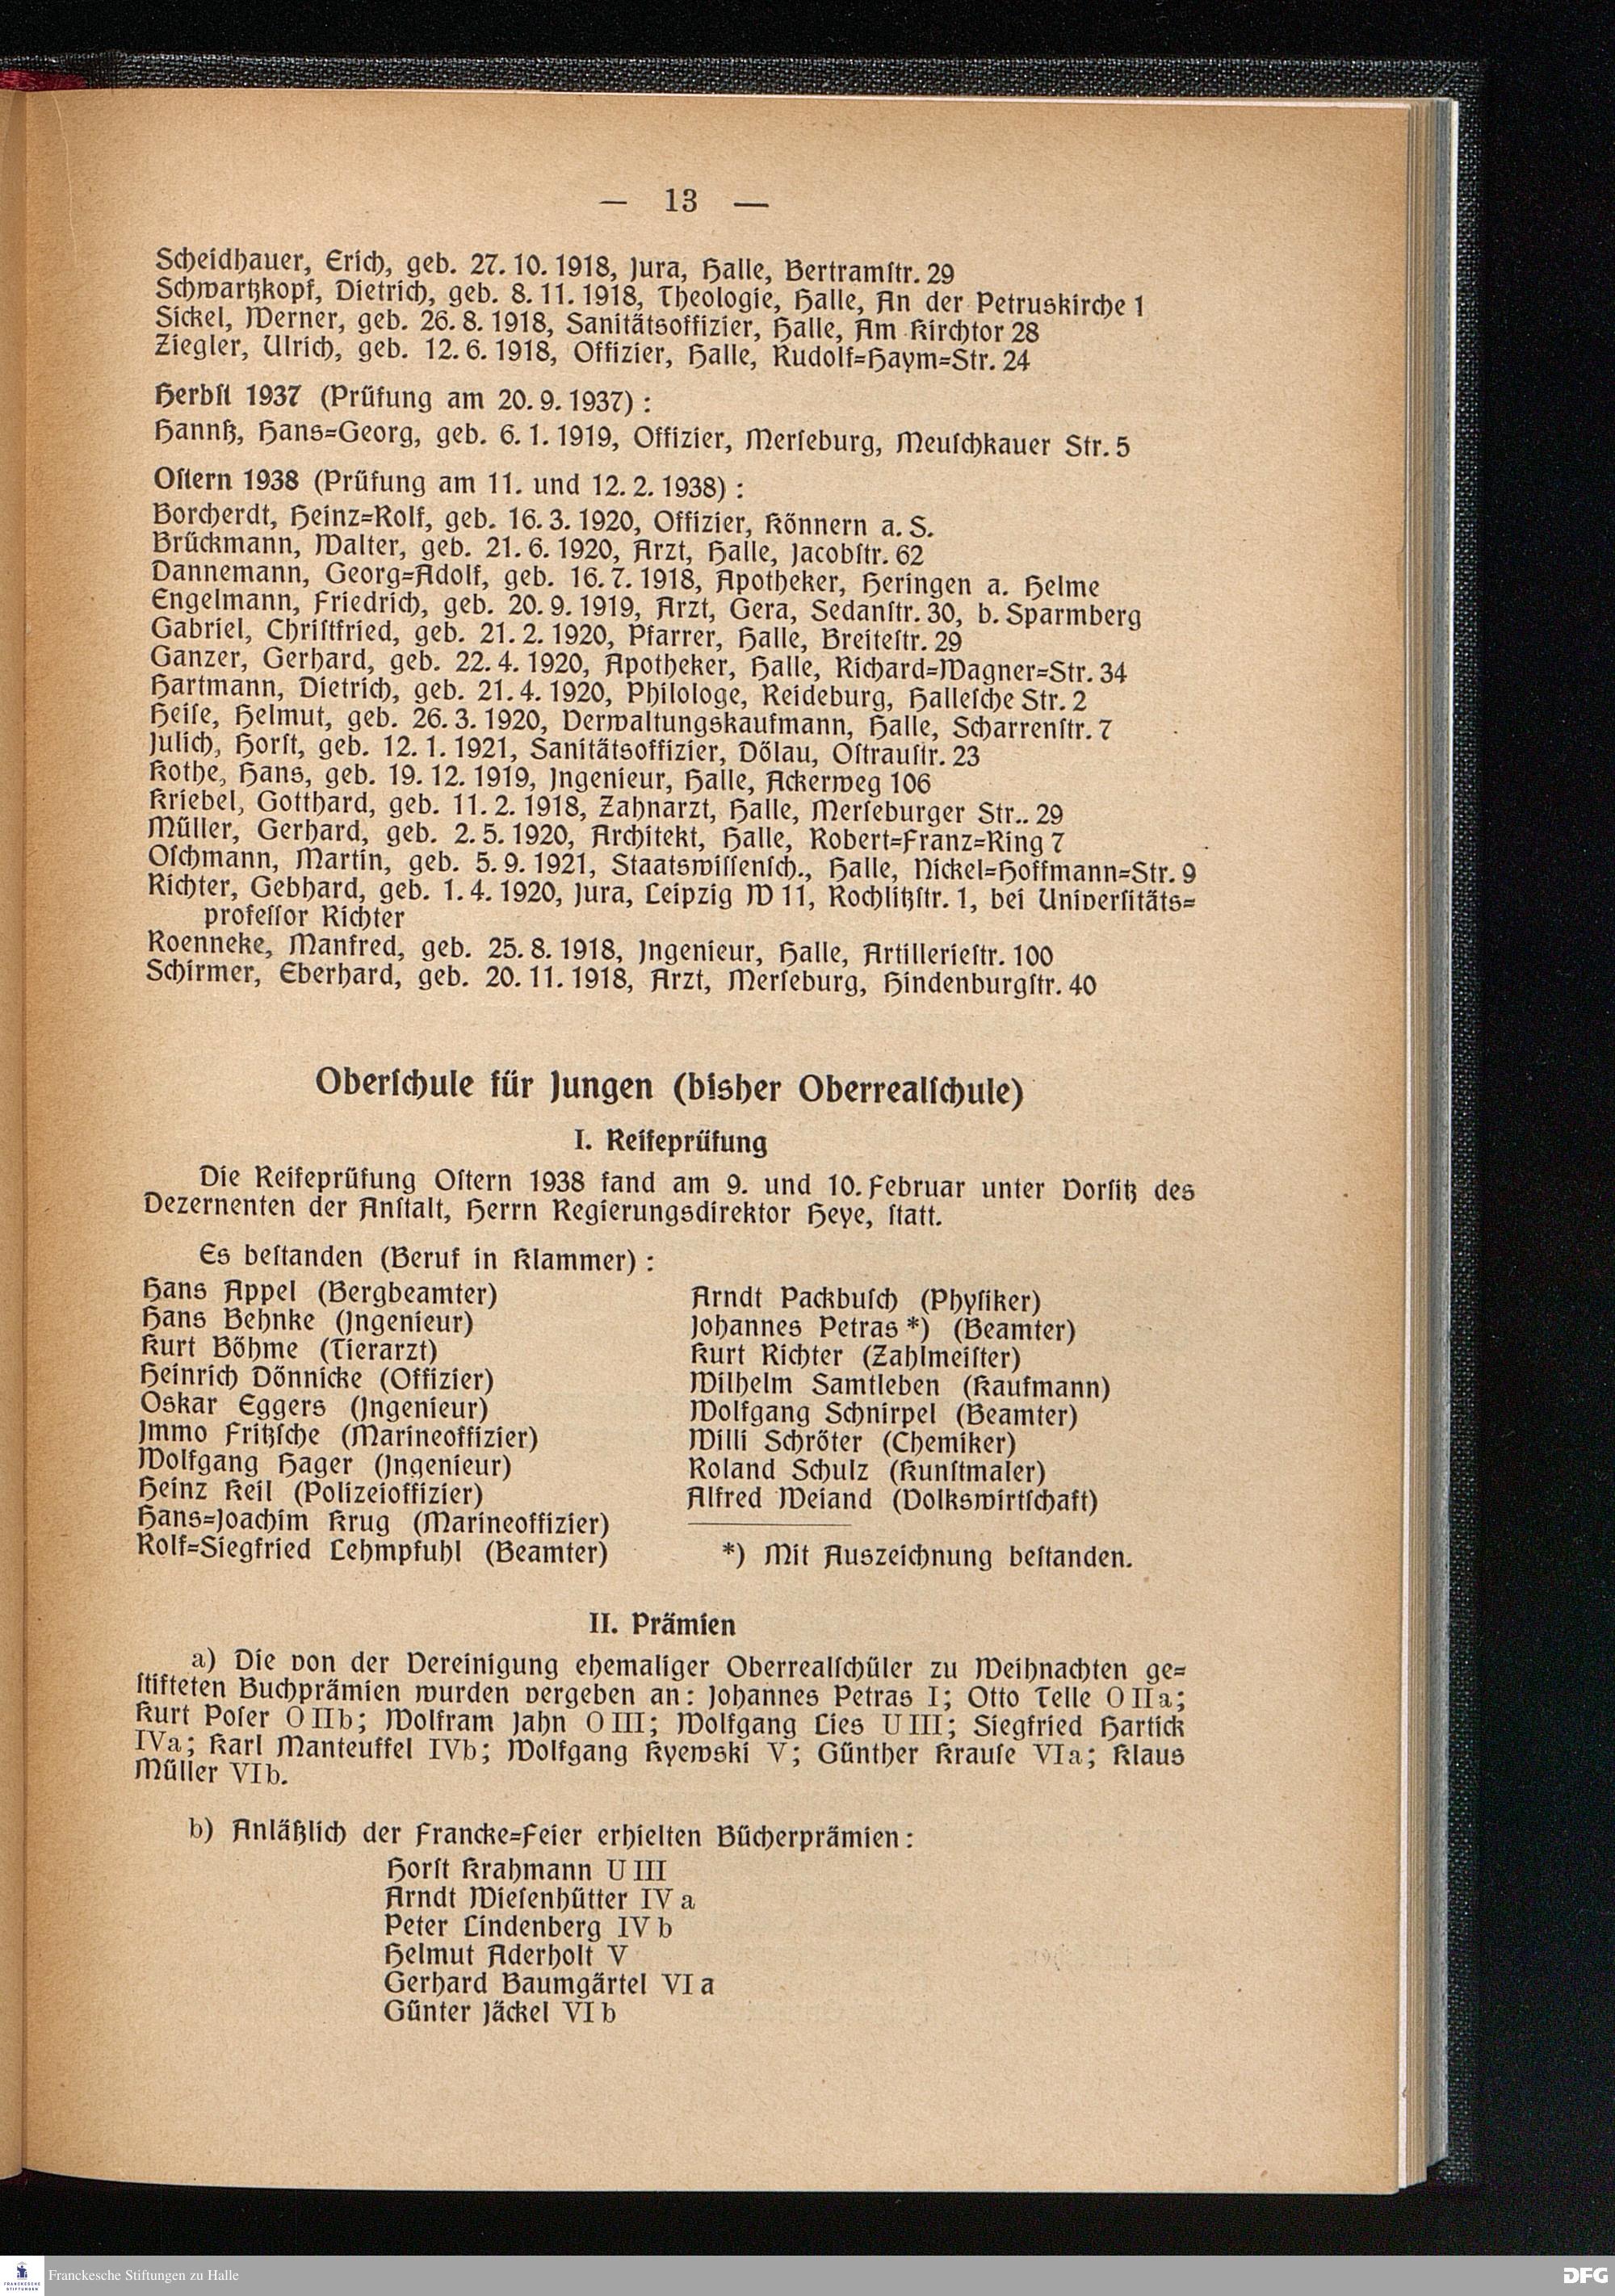 — 13 —
Scheidhauer, Erich, geb. 27. 10. 1918, Jura, Halle, Bertramstr. 29
Schwartzkopf, Dietrich, geb. 8. 11. 1918, Theologie, Halle, An der Petruskirche 1
Sickel, Werner, geb. 26. 8. 1918, Sanitätsoffizier, Halle, Am Kirchtor 28
Ziegler, Ulrich, geb. 12. 6. 1918, Offizier, Halle, Rudolf=Haym=Str. 24
Herbst 1937 (Prüfung am 20. 9. 1937) :
Hannß, Hans=Georg, geb. 6. 1. 1919, Offizier, Merseburg, Meuschkauer Str. 5
Ostern 1938 (Prüfung am 11. und 12. 2. 1938) :
Borcherdt, Heinz=Rolf, geb. 16. 3. 1920, Offizier, Könnern a. S.
Brückmann, Walter, geb. 21. 6. 1920, Arzt, Halle, Jacobstr. 62
Dannemann, Georg=Adolf, geb. 16. 7. 1918, Apotheker, Heringen a. Helme
Engelmann, Friedrich, geb. 20. 9. 1919, Arzt, Gera, Sedanstr. 30, b. Sparmberg
Gabriel, Christfried, geb. 21. 2. 1920, Pfarrer, Halle, Breitestr. 29
Ganzer, Gerhard, geb. 22. 4. 1920, Apotheker, Halle, Richard=Wagner=Str. 34
Hartmann, Dietrich, geb. 21. 4. 1920, Philologe, Reideburg, Hallesche Str. 2
Heise, Helmut, geb. 26. 3. 1920, Verwaltungskaufmann, Halle, Scharrenstr. 7
Julich, Horst, geb. 12. 1. 1921, Sanitätsoffizier, Dölau, Ostraustr. 23
Kothe, Hans, geb. 19. 12. 1919, Ingenieur, Halle, Ackerweg 106
Kriebel, Gotthard, geb. 11. 2. 1918, Zahnarzt, Halle, Merseburger Str.. 29
Müller, Gerhard, geb. 2. 5. 1920, Architekt, Halle, Robert=Franz=Ring 7
Oschmann, Martin, geb. 5. 9. 1921, Staatswissensch., Halle, Nickel=Hoffmann=Str. 9
Richter, Gebhard, geb. 1. 4. 1920, Jura, Leipzig W 11, Rochlitzstr. 1, bei Universitäts=
professor Richter
Roenneke, Manfred, geb. 25. 8. 1918, Ingenieur, Halle, Artilleriestr. 100
Schirmer, Eberhard, geb. 20. 11. 1918, Arzt, Merseburg, Hindenburgstr. 40
Oberschule für Jungen (bisher Oberrealschule)
I. Reifeprüfung
Die Reifeprüfung Ostern 1938 fand am 9. und 10. Februar unter Vorsitz des
Dezernenten der Anstalt, Herrn Regierungsdirektor Heye, statt.
Es bestanden (Beruf in Klammer) :
Hans Appel (Bergbeamter)
Hans Behnke (Ingenieur)
Kurt Böhme (Tierarzt)
Heinrich Dönnicke (Offizier)
Oskar Eggers (Ingenieur)
Immo Fritzsche (Marineoffizier)
Wolfgang Hager (Ingenieur)
Heinz Keil (Polizeioffizier)
Hans=Joachim Krug (Marineoffizier)
Rolf=Siegfried Lehmpfuhl (Beamter)
Arndt Packbusch (Physiker)
Johannes Petras *) (Beamter)
Kurt Richter (Zahlmeister)
Wilhelm Samtleben (Kaufmann)
Wolfgang Schnirpel (Beamter)
Willi Schröter (Chemiker)
Roland Schulz (Kunstmaler)
Alfred Weiand (Volkswirtschaft)
*) Mit Auszeichnung bestanden.
II. Prämien
a) Die von der Vereinigung ehemaliger Oberrealschüler zu Weihnachten ge=
stifteten Buchprämien wurden vergeben an: Johannes Petras I; Otto Telle O II a;
Kurt Poser O II b; Wolfram Jahn O III; Wolfgang Lies U III; Siegfried Hartick
IV a; Karl Manteuffel IV b; Wolfgang Kyewski V; Günther Krause VI a; Klaus
Müller VI b.
b) Anläßlich der Francke=Feier erhielten Bücherprämien:
Horst Krahmann U III
Arndt Wiesenhütter IV a
Peter Lindenberg IV b
Helmut Aderholt V
Gerhard Baumgärtel VI a
Günter Jäckel VI b
FRANCKESCHE STIFTUNGEN
Franckesche Stiftungen zu Halle
DFG